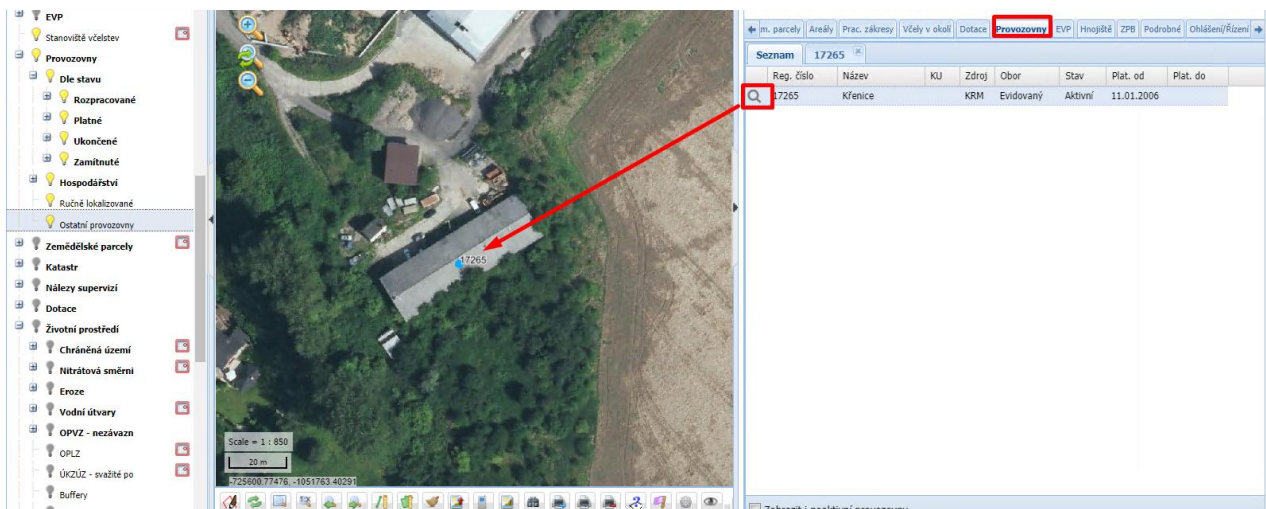 EVP
Stanoviště včelstev
Provozovny
Dle stavu
Rozpracované
Platné
Ukončené
Zamítnuté
Hospodářství
Ručně lokalizované
Ostatní provozovny
Zemědělské parcely
Katastr
Nálezy supervizí
Dotace
Životní prostředí
Chráněná území
Nitrátová směrni
Eroze
Vodní útvary
OPVZ - nezávazn
OPLZ
ÚKZÚZ - svažité po
Buffery
17265
Scale = 1 : 850
20 m
-725600.77476, -1051763.40291
m. parcely Areály Prac. zákresy Včely v okolí Dotace Provozovny EVP Hnojiště ZPB Podrobné Ohlášení/Řízení
Seznam 17265
Reg. číslo Název KU Zdroj Obor Stav Plat. od Plat. do
17265 Křenice KRM Evidovaný Aktivní 11.01.2006
Zobrazit i neaktivní provozovny